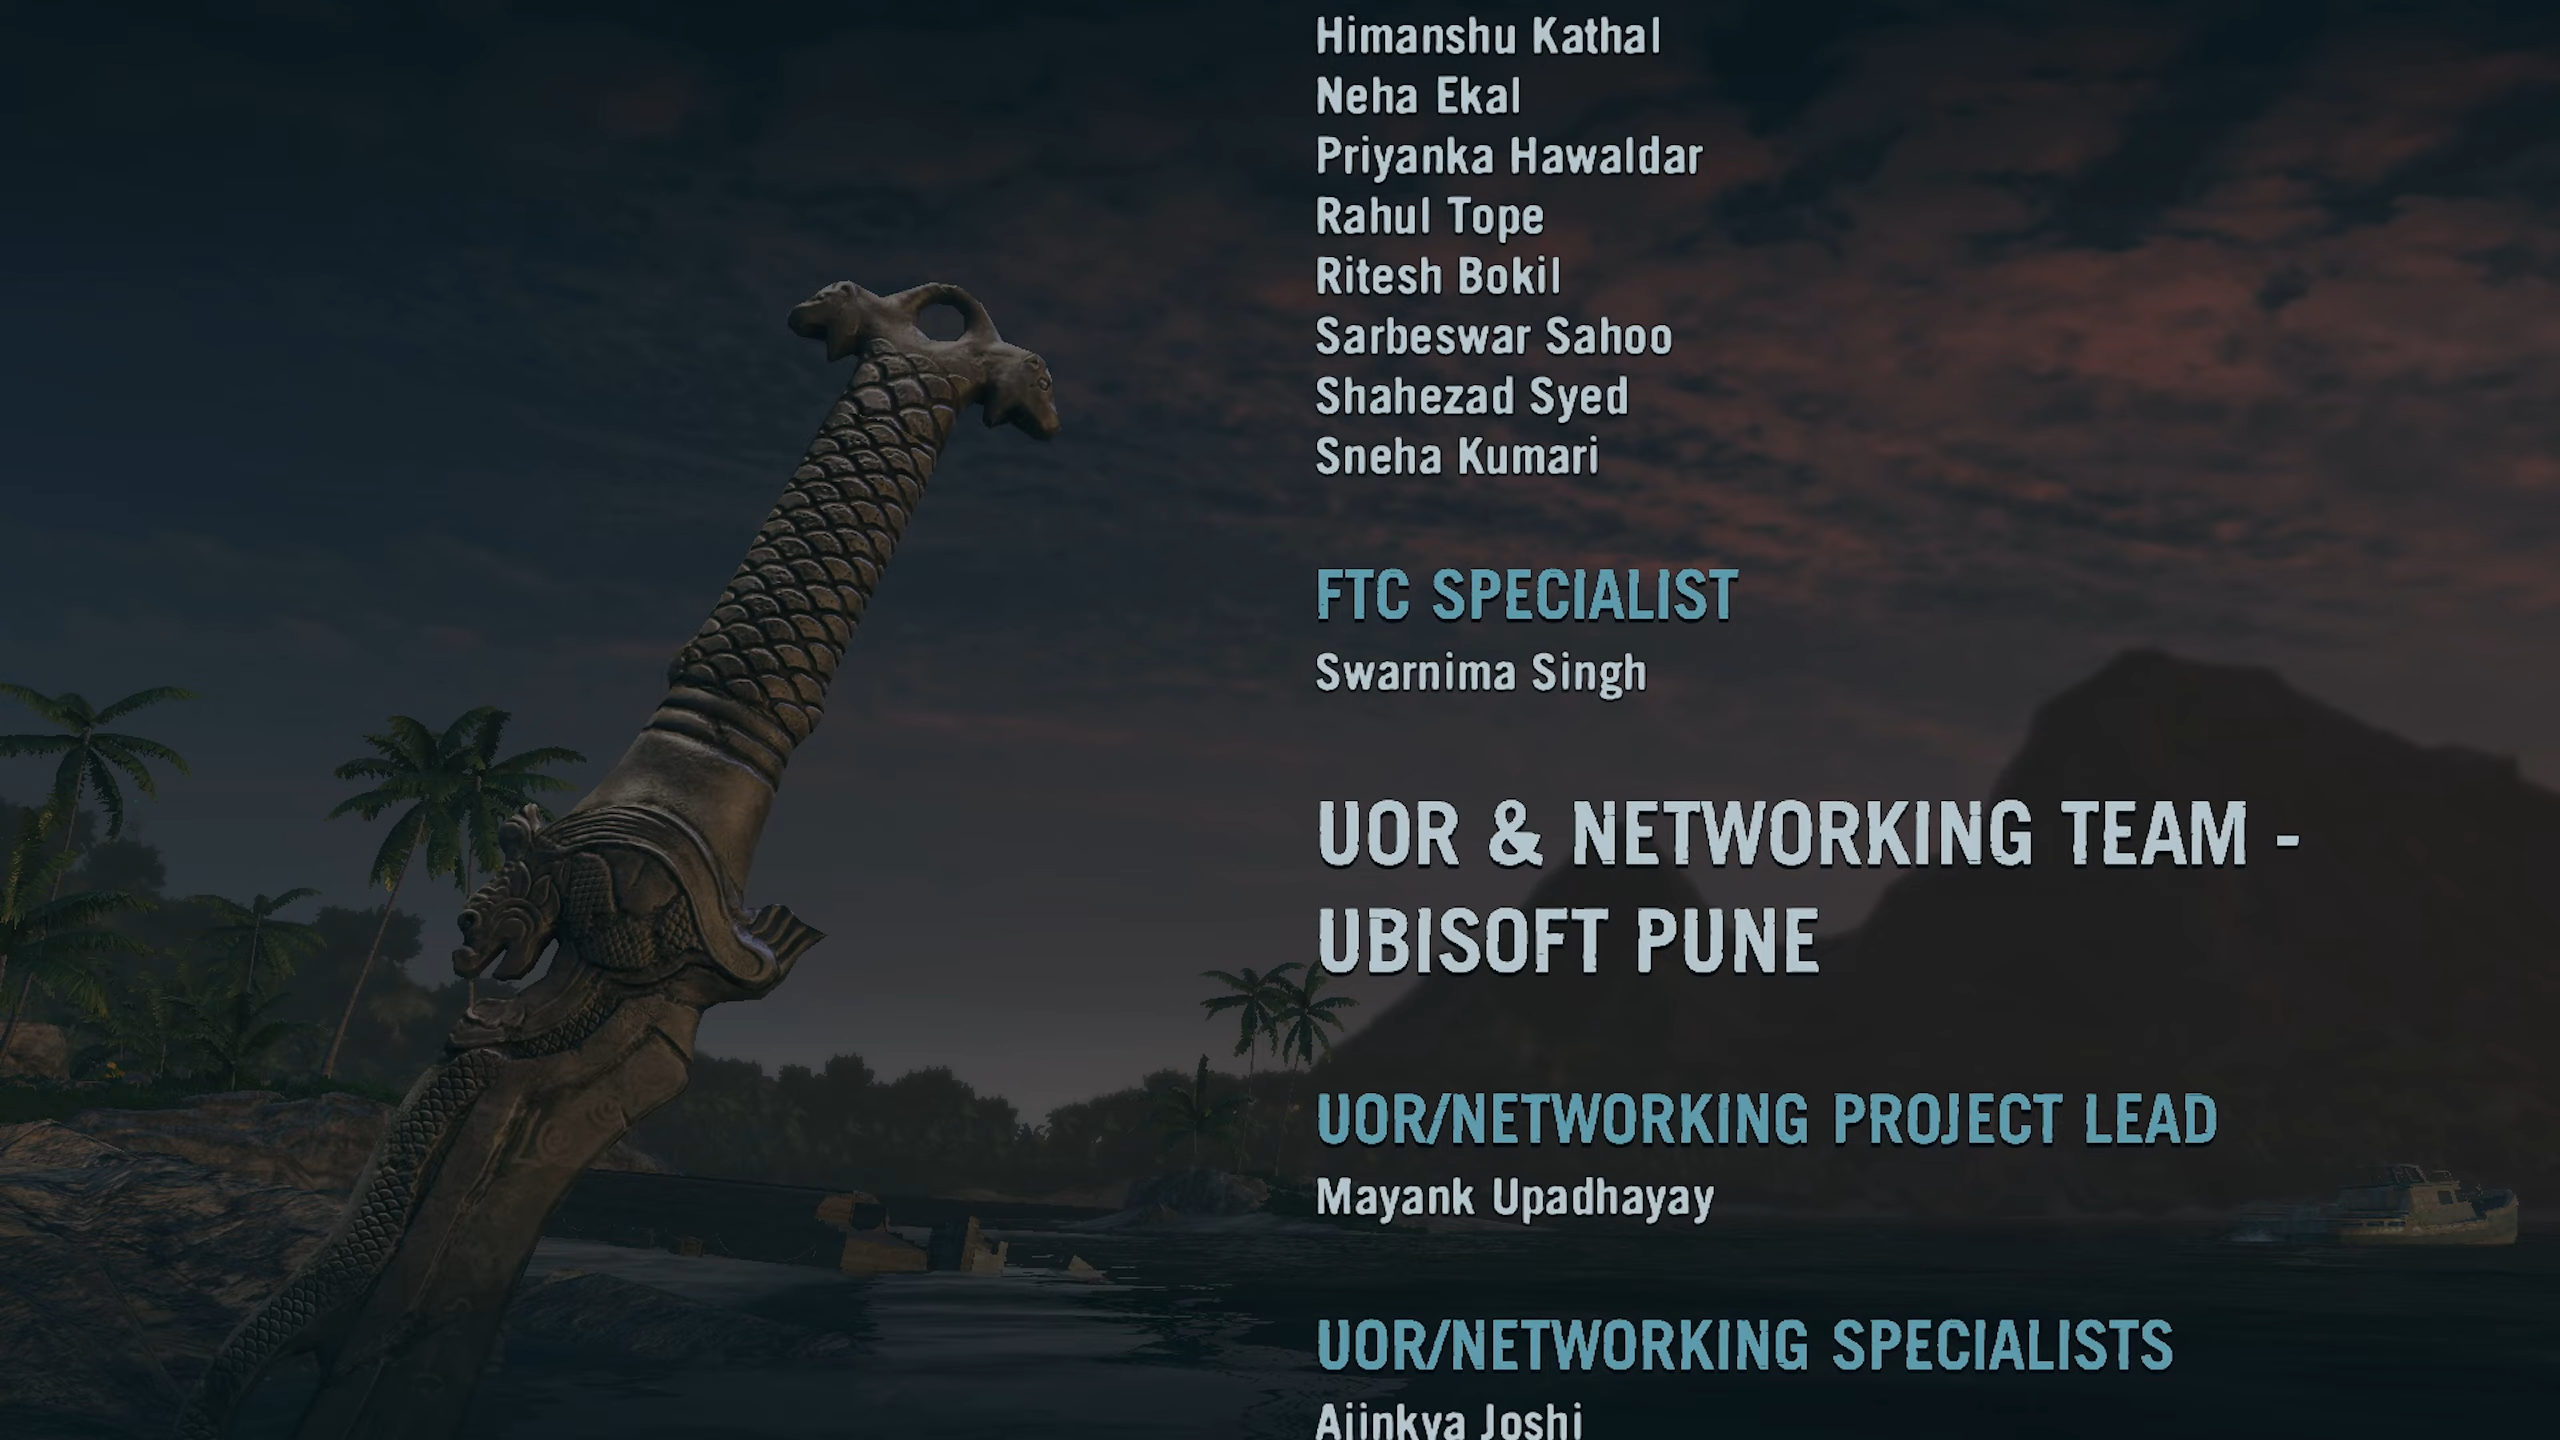 Himanshu Kathal
Neha Ekal
Priyanka Hawaldar
Rahul Tope
Ritesh Bokil
Sarbeswar Sahoo
Shahezad Syed
Sneha Kumari
FTC SPECIALIST
Swarnima Singh
UOR & NETWORKING TEAM -
UBISOFT PUNE
UOR/NETWORKING PROJECT LEAD
Mayank Upadhayay
UOR/NETWORKING SPECIALISTS
Ajinkya Joshi